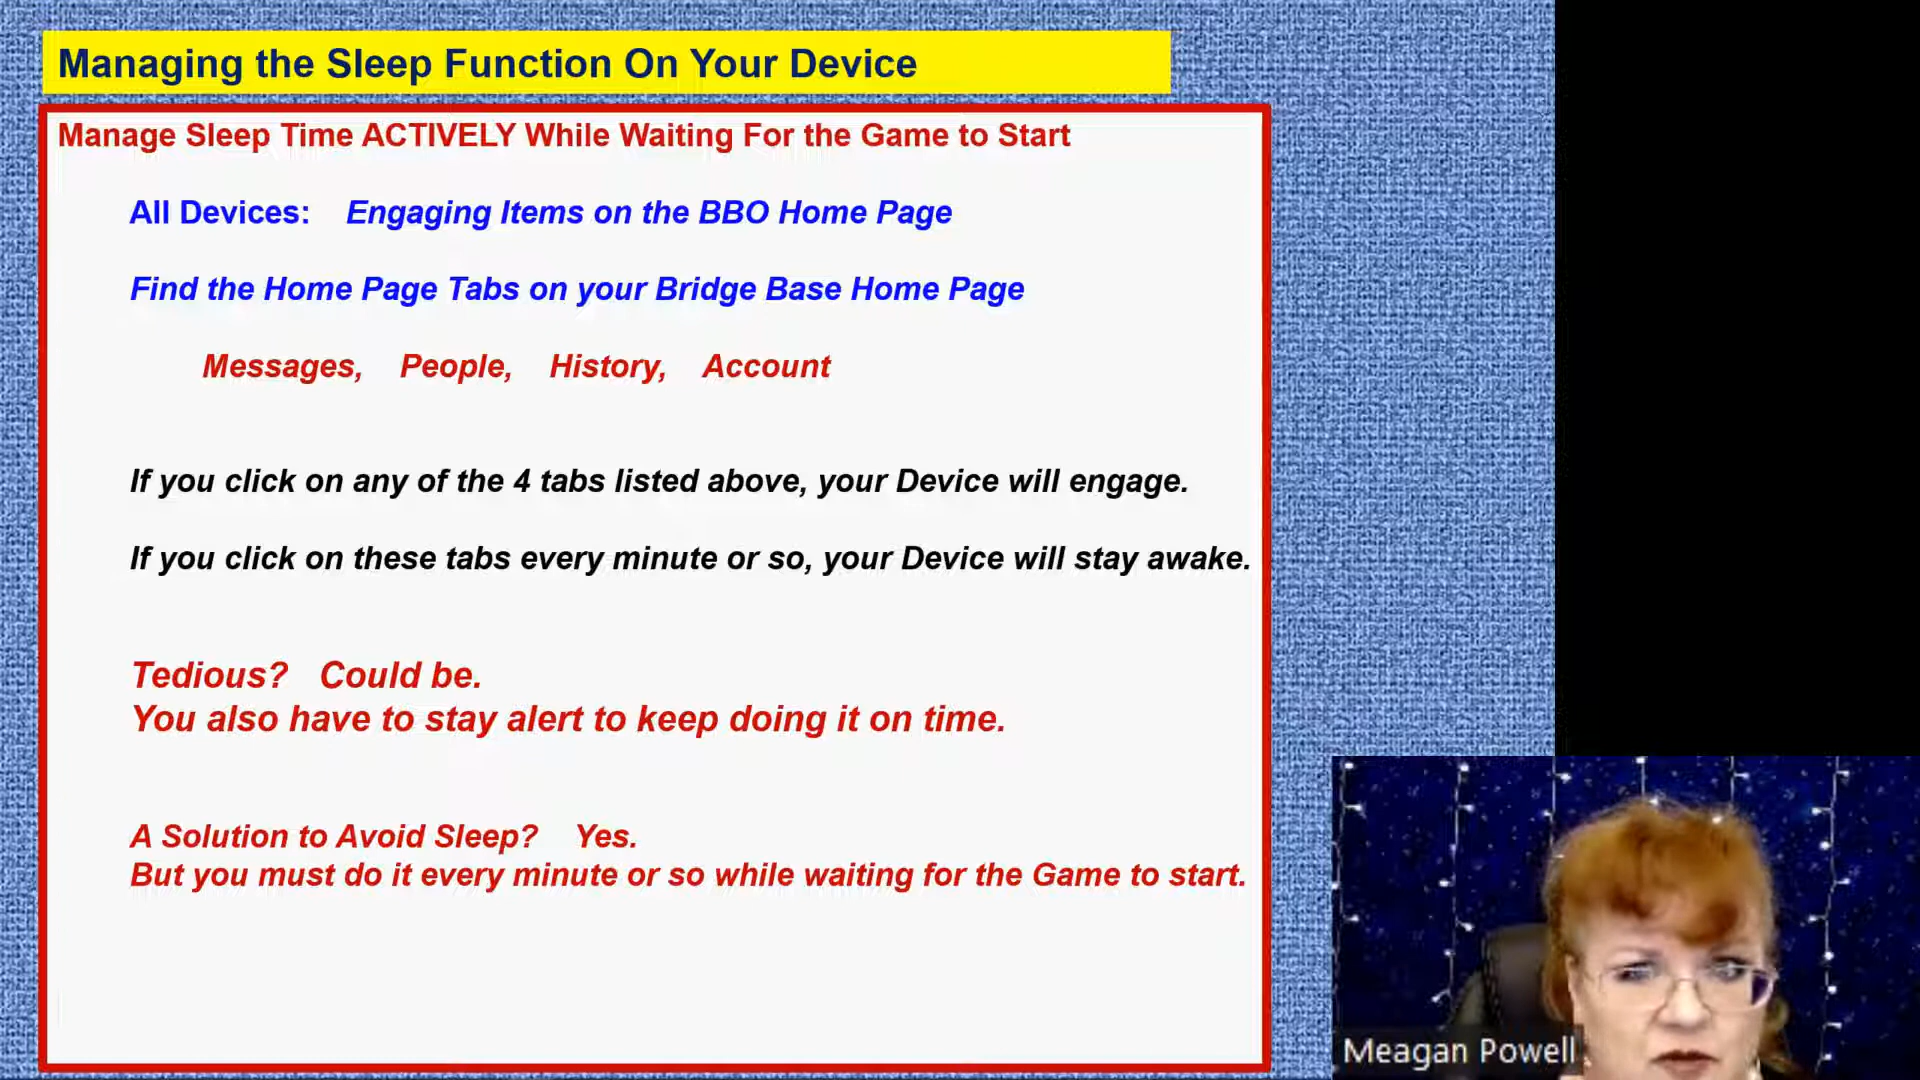 Managing the Sleep Function On Your Device
Manage Sleep Time ACTIVELY While Waiting For the Game to Start
All Devices: Engaging Items on the BBO Home Page
Find the Home Page Tabs on your Bridge Base Home Page
Messages, People, History, Account
If you click on any of the 4 tabs listed above, your Device will engage.
If you click on these tabs every minute or so, your Device will stay awake.
Tedious? Could be.
You also have to stay alert to keep doing it on time.
A Solution to Avoid Sleep? Yes.
But you must do it every minute or so while waiting for the Game to start.
Meagan Powell